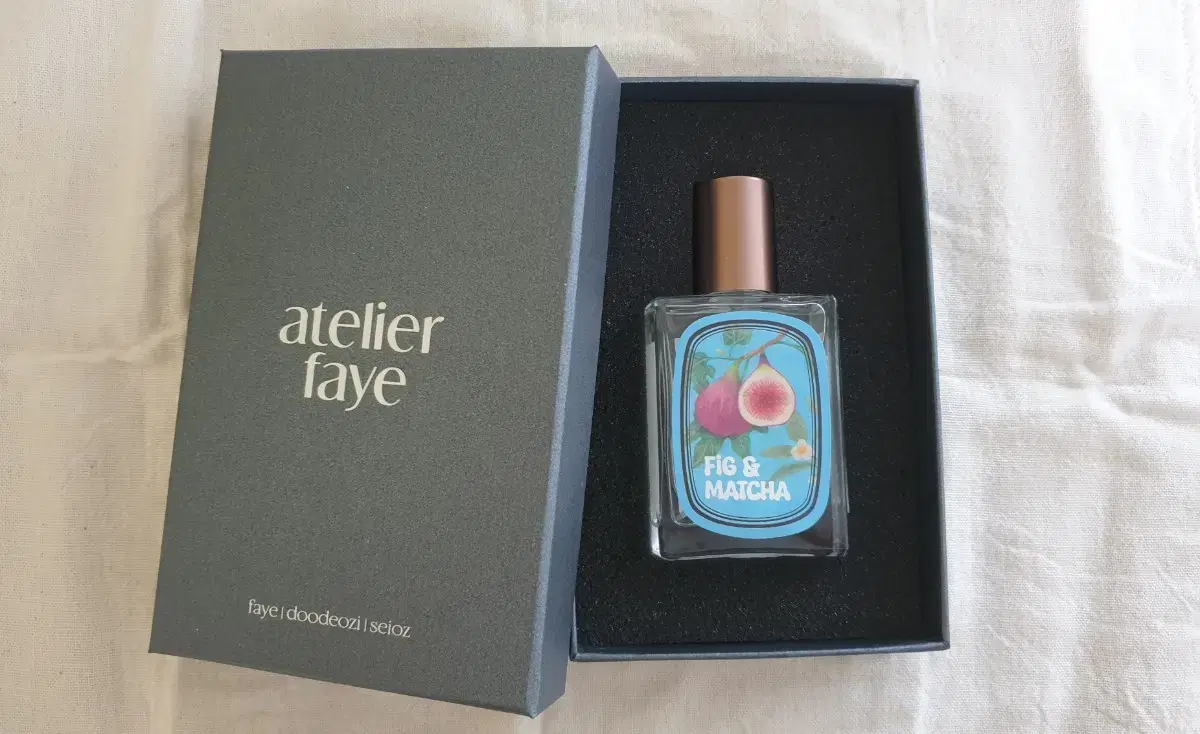 atelier
faye
faye | doodeozi | seioz
FiG &
MATCHA